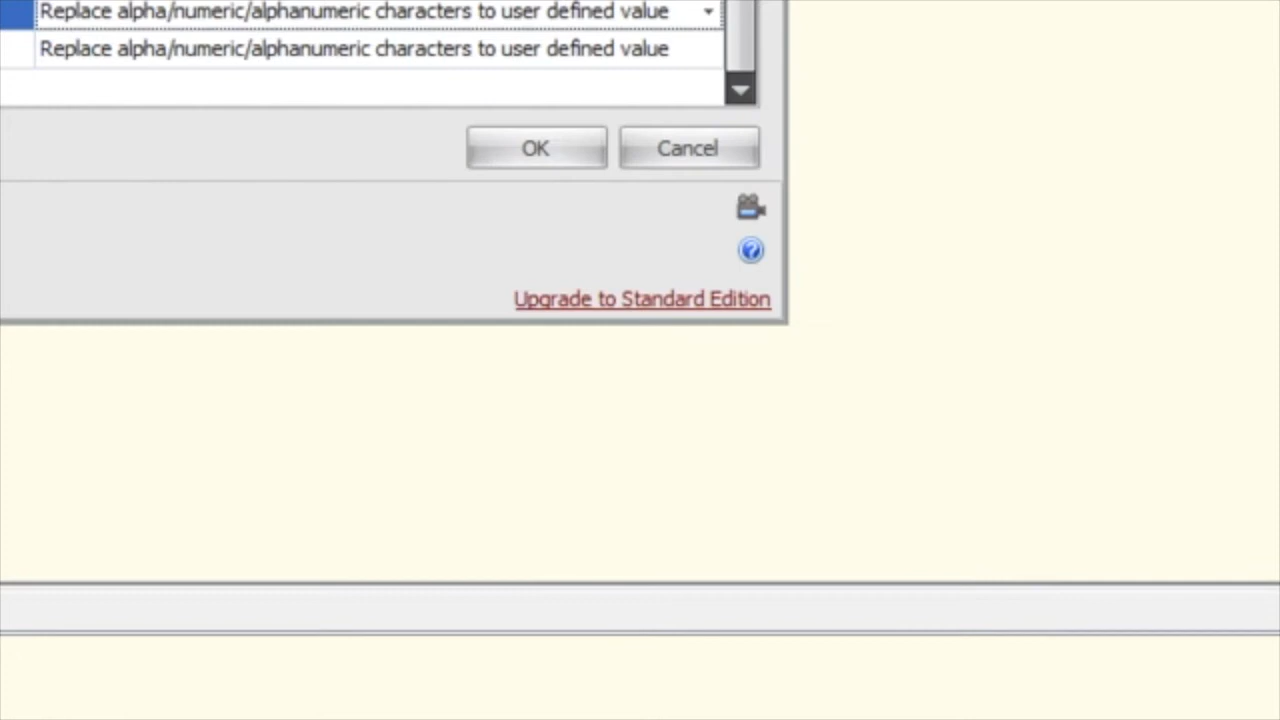 Replace alpha/numeric/alphanumeric characters to user defined value
Replace alpha/numeric/alphanumeric characters to user defined value
OK Cancel
Upgrade to Standard Edition